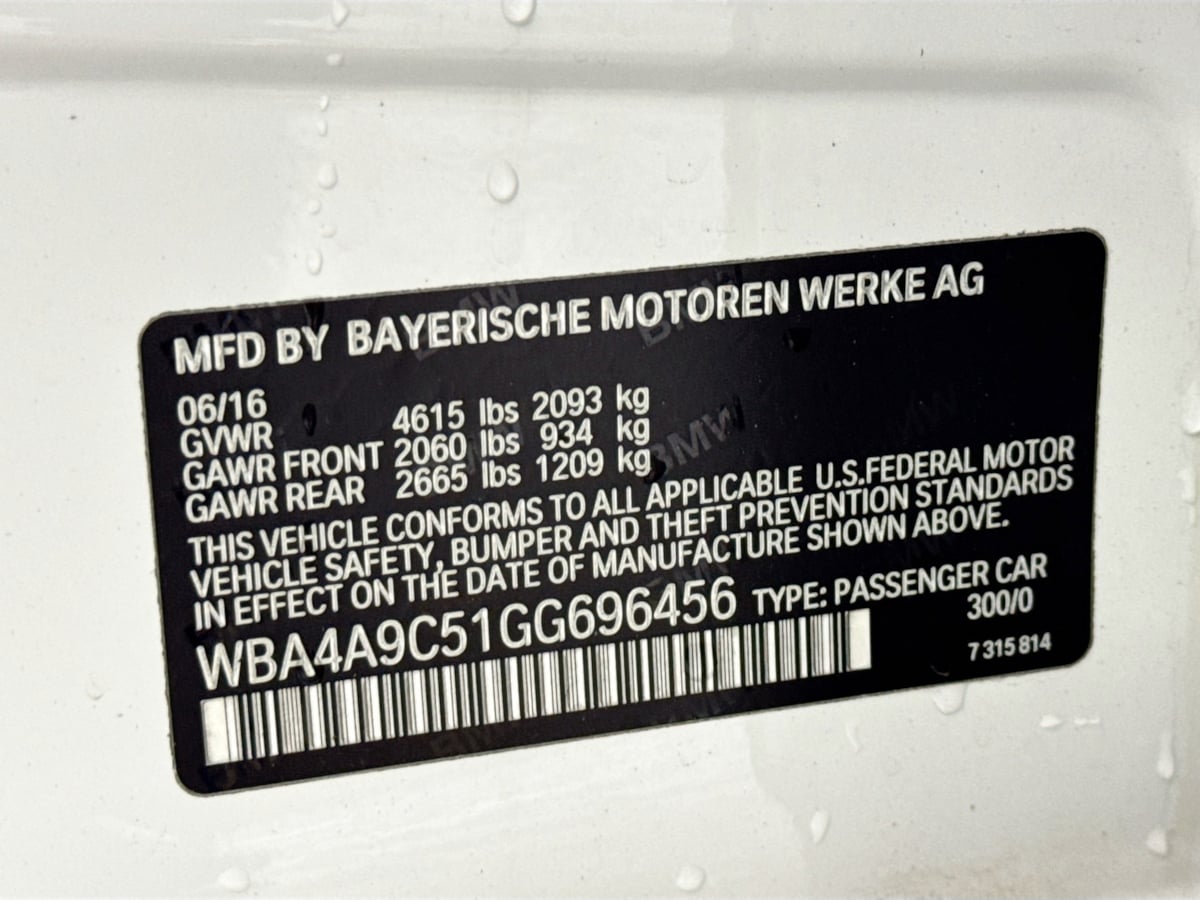 MFD BY BAYERISCHE MOTOREN WERKE AG
06/16
GVWR 4615 lbs 2093 kg
GAWR FRONT 2060 lbs 934 kg
GAWR REAR 2665 lbs 1209 kg
THIS VEHICLE CONFORMS TO ALL APPLICABLE U.S.FEDERAL MOTOR
VEHICLE SAFETY, BUMPER AND THEFT PREVENTION STANDARDS
IN EFFECT ON THE DATE OF MANUFACTURE SHOWN ABOVE.
WBA4A9C51GG696456 TYPE: PASSENGER CAR
300/0
7 315 814